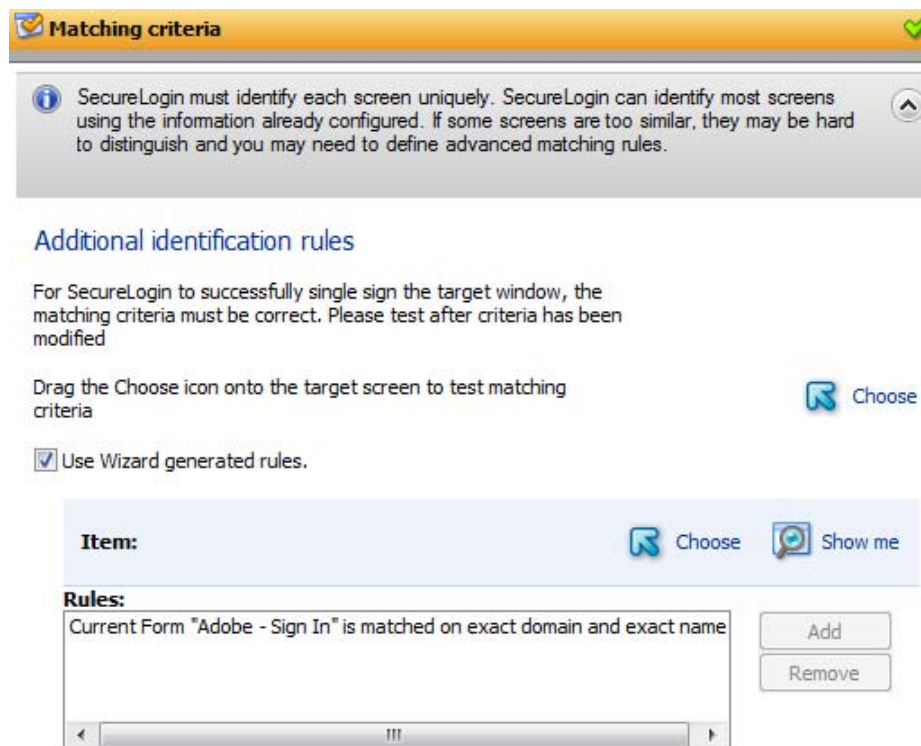 Matching criteria
SecureLogin must identify each screen uniquely. SecureLogin can identify most screens
using the information already configured. If some screens are too similar, they may be hard
to distinguish and you may need to define advanced matching rules.
Additional identification rules
For SecureLogin to successfully single sign the target window, the
matching criteria must be correct. Please test after criteria has been
modified
Drag the Choose icon onto the target screen to test matching
criteria
Choose
Use Wizard generated rules.
Item:
Choose
Show me
Rules:
Current Form "Adobe - Sign In" is matched on exact domain and exact name
Add
Remove